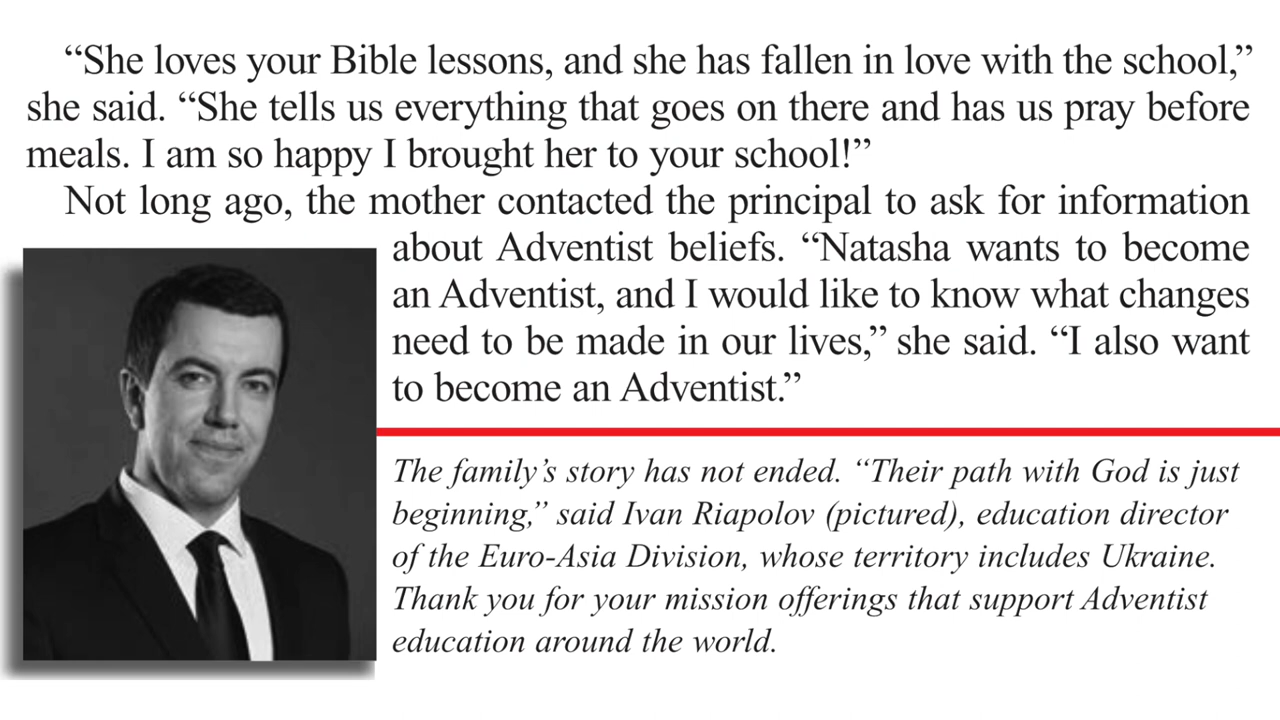 “She loves your Bible lessons, and she has fallen in love with the school,”
she said. “She tells us everything that goes on there and has us pray before
meals. I am so happy I brought her to your school!”
Not long ago, the mother contacted the principal to ask for information
about Adventist beliefs. “Natasha wants to become
an Adventist, and I would like to know what changes
need to be made in our lives,” she said. “I also want
to become an Adventist.”
The family’s story has not ended. “Their path with God is just
beginning,” said Ivan Riapolov (pictured), education director
of the Euro-Asia Division, whose territory includes Ukraine.
Thank you for your mission offerings that support Adventist
education around the world.